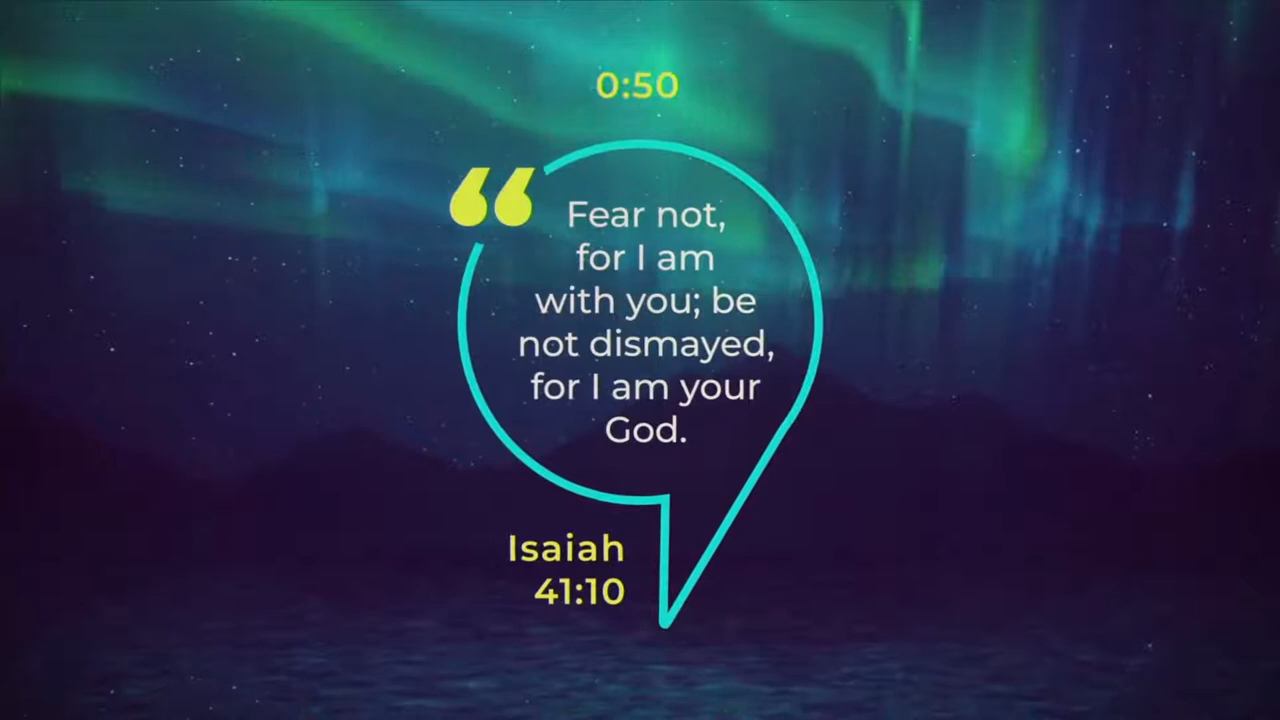 0:50
“
Fear not,
for I am
with you; be
not dismayed,
for I am your
God.
Isaiah
41:10